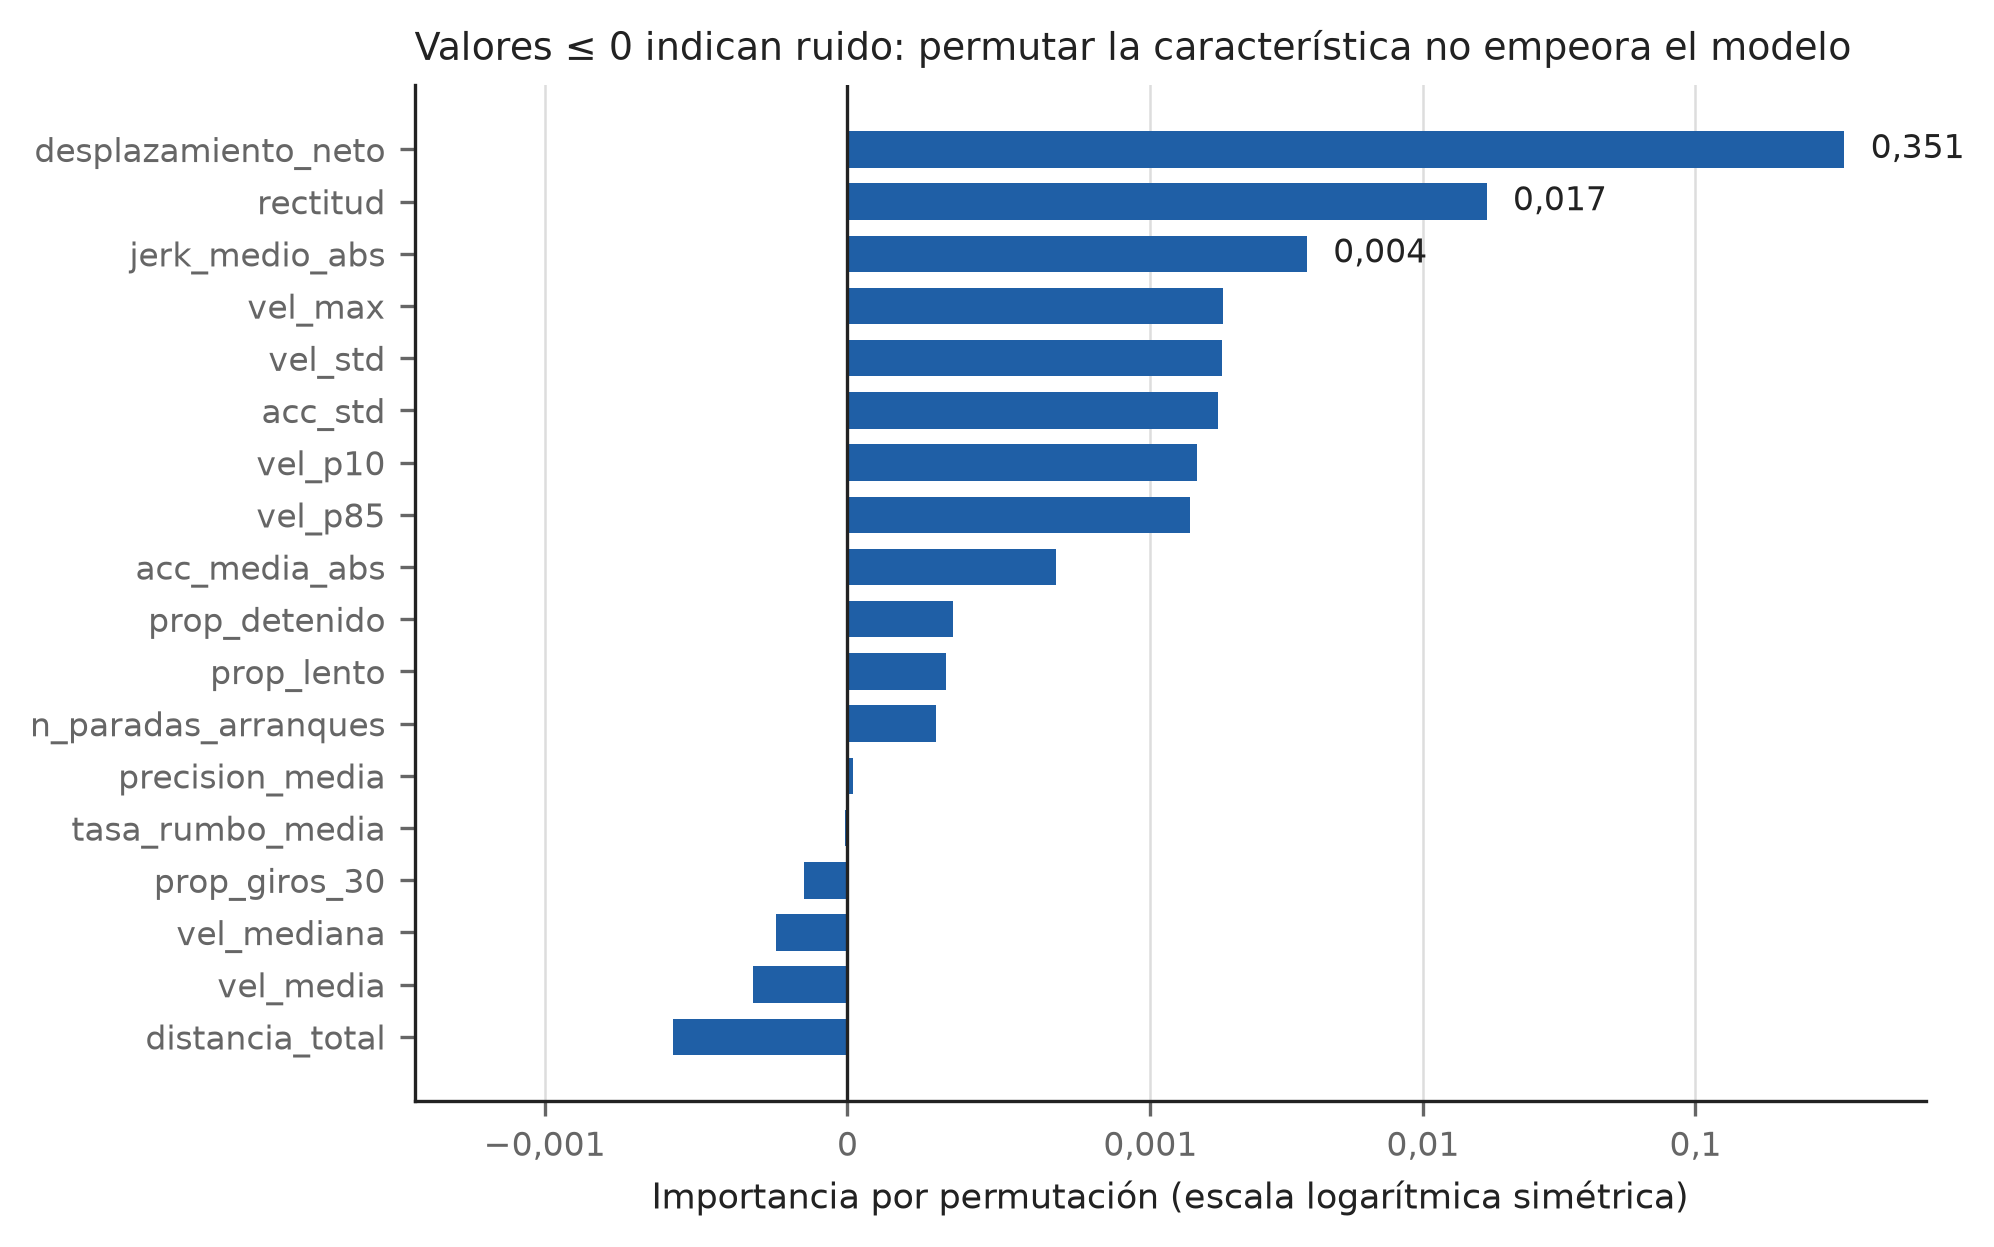 Valores ≤ 0 indican ruido: permutar la característica no empeora el modelo
desplazamiento_neto
0,351
rectitud
0,017
jerk_medio_abs
0,004
vel_max
vel_std
acc_std
vel_p10
vel_p85
acc_media_abs
prop_detenido
prop_lento
n_paradas_arranques
precision_media
tasa_rumbo_media
prop_giros_30
vel_mediana
vel_media
distancia_total
−0,001 0 0,001 0,01 0,1
Importancia por permutación (escala logarítmica simétrica)